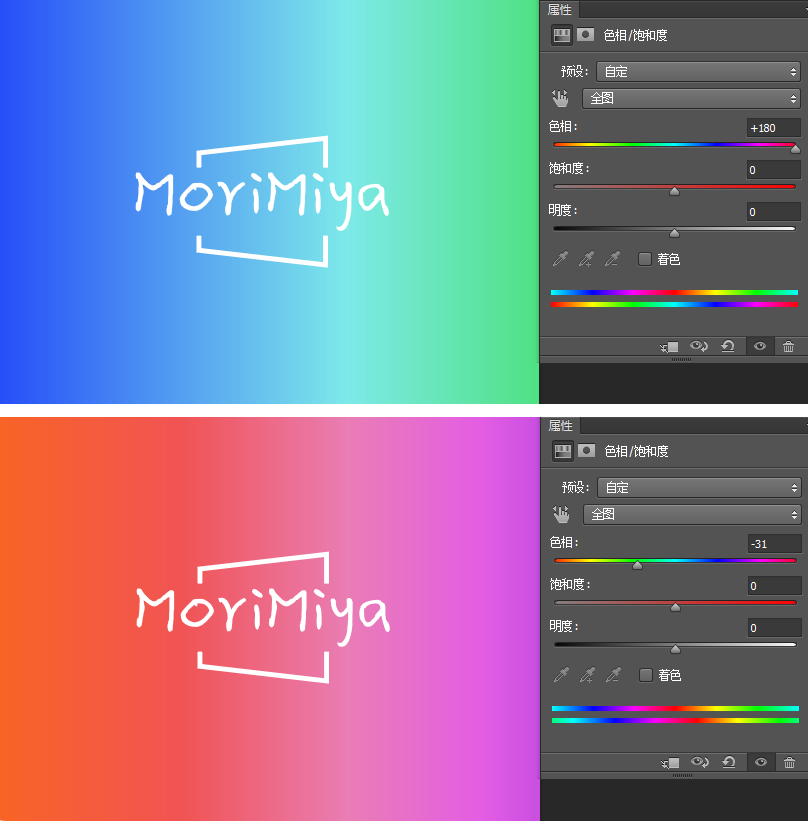 属性
色相/饱和度
预设: 自定
全图
色相: +180
饱和度: 0
明度: 0
着色
MoriMiya
属性
色相/饱和度
预设: 自定
全图
色相: -31
饱和度: 0
明度: 0
着色
MoriMiya